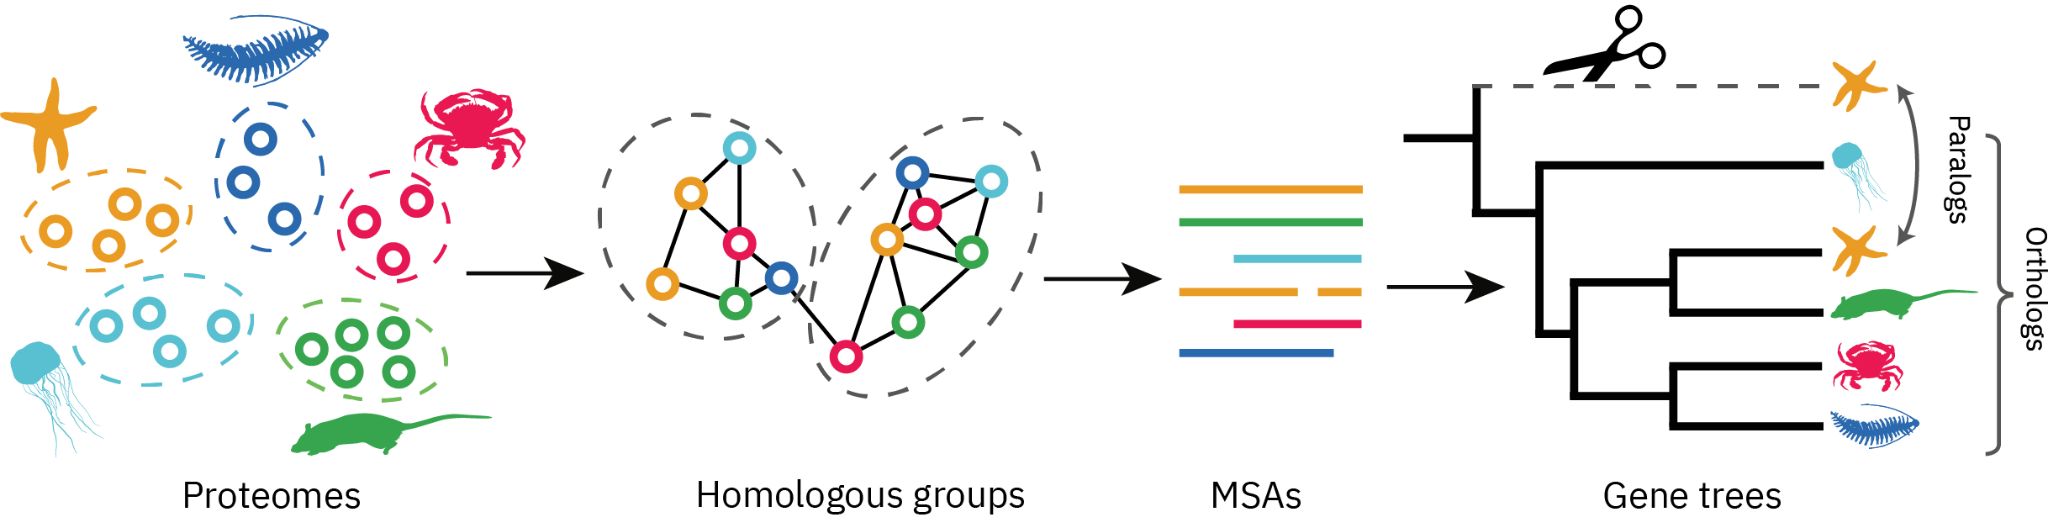 Proteomes
Homologous groups
MSAs
Gene trees
Paralogs
Orthologs